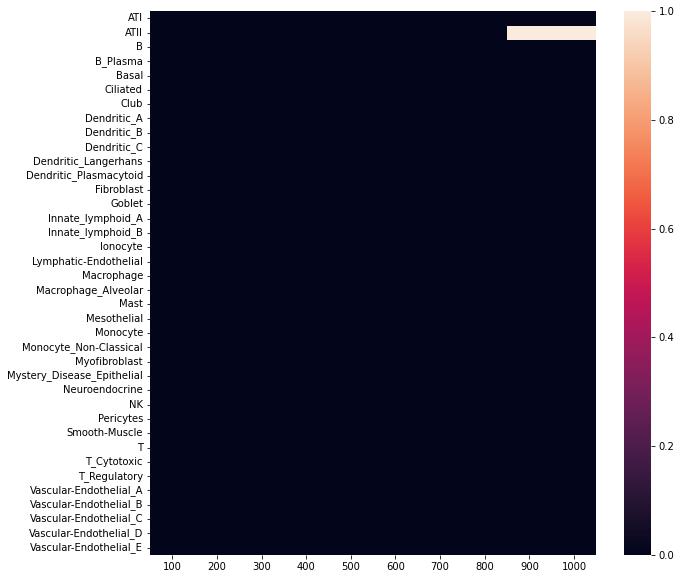 ATI
ATII
B
B_Plasma
Basal
Ciliated
Club
Dendritic_A
Dendritic_B
Dendritic_C
Dendritic_Langerhans
Dendritic_Plasmacytoid
Fibroblast
Goblet
Innate_lymphoid_A
Innate_lymphoid_B
Ionocyte
Lymphatic-Endothelial
Macrophage
Macrophage_Alveolar
Mast
Mesothelial
Monocyte
Monocyte_Non-Classical
Myofibroblast
Mystery_Disease_Epithelial
Neuroendocrine
NK
Pericytes
Smooth-Muscle
T
T_Cytotoxic
T_Regulatory
Vascular-Endothelial_A
Vascular-Endothelial_B
Vascular-Endothelial_C
Vascular-Endothelial_D
Vascular-Endothelial_E
100 200 300 400 500 600 700 800 900 1000
1.0
0.8
0.6
0.4
0.2
0.0